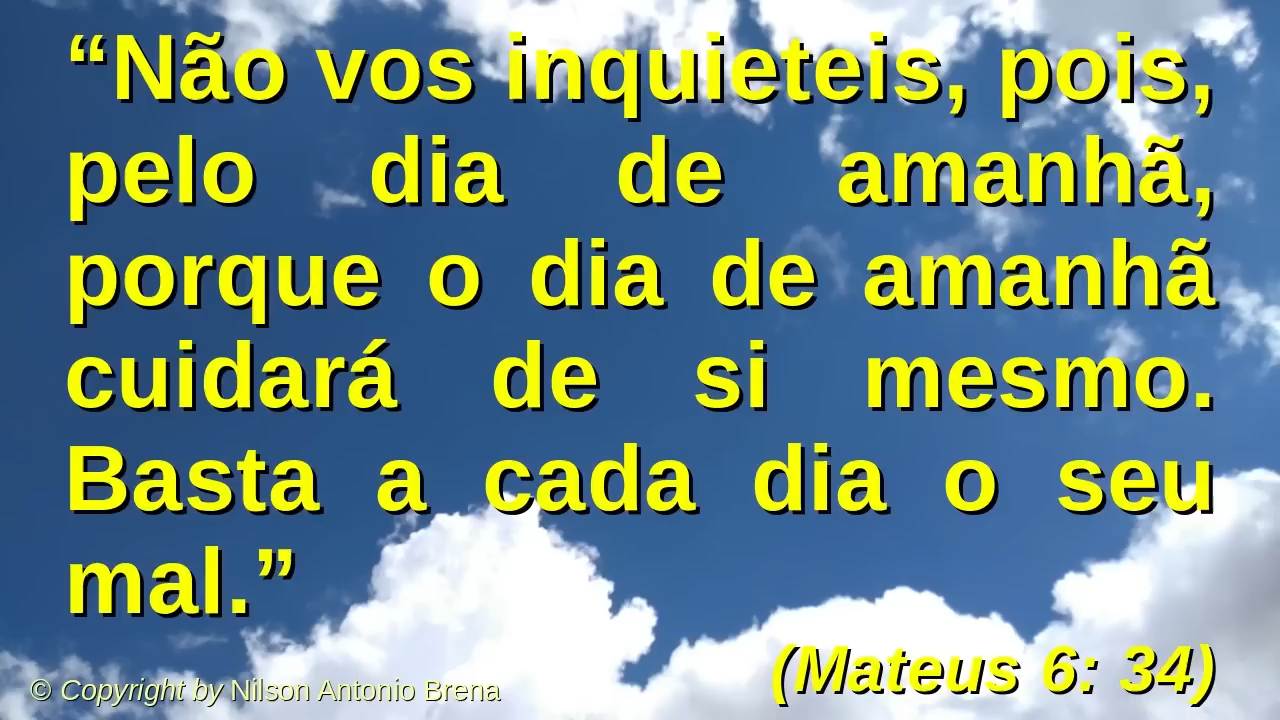 “Não vos inquieteis, pois,
pelo dia de amanhã,
porque o dia de amanhã
cuidará de si mesmo.
Basta a cada dia o seu
mal.”
(Mateus 6: 34)
© Copyright by Nilson Antonio Brena